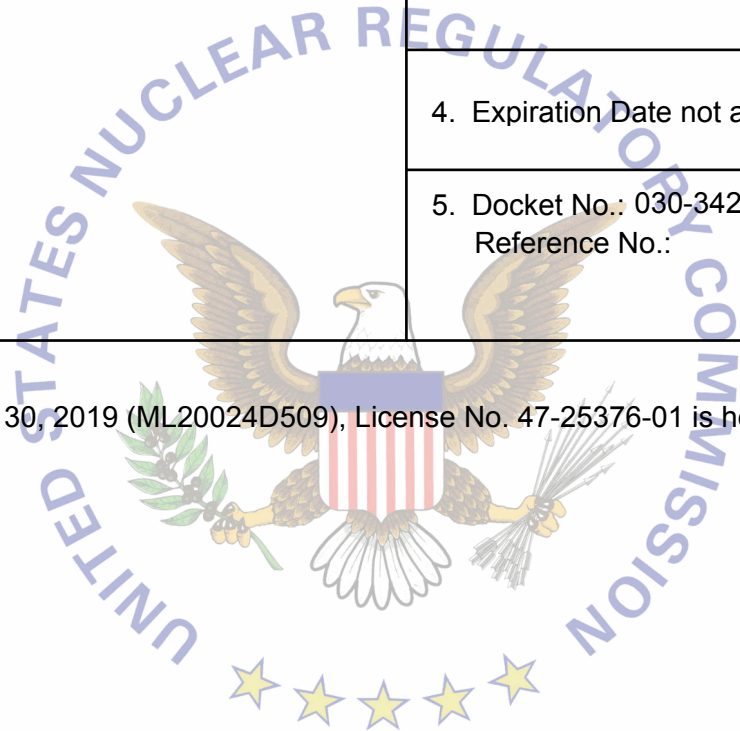 UNITED STATES NUCLEAR REGULATORY COMMISSION
4. Expiration Date not a
5. Docket No.: 030-342
Reference No.:
30, 2019 (ML20024D509), License No. 47-25376-01 is he